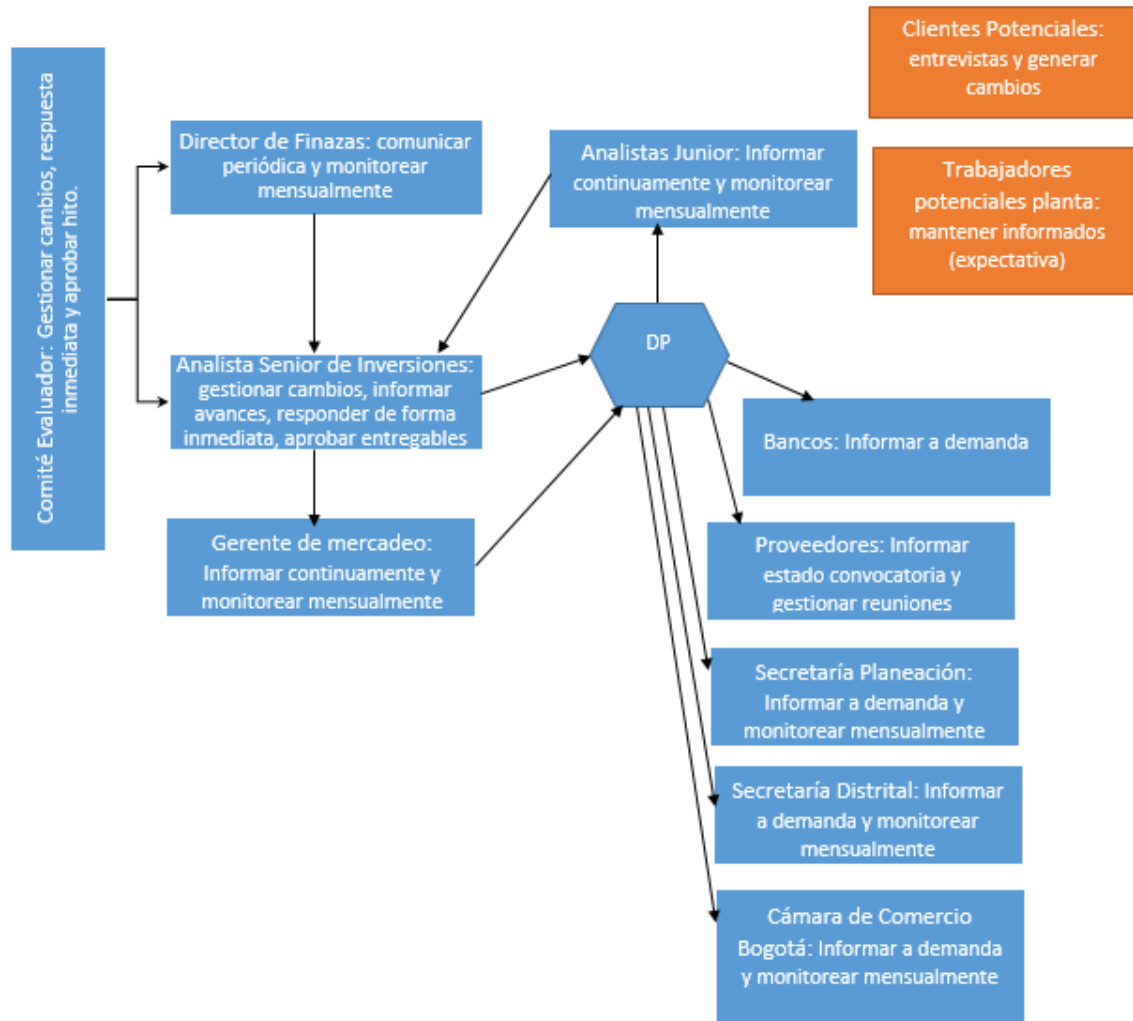 Comité Evaluador: Gestionar cambios, respuesta
inmediata y aprobar hito.
Director de Finazas: comunicar
periódica y monitorear
mensualmente
Analistas Junior: Informar
continuamente y monitorear
mensualmente
Clientes Potenciales:
entrevistas y generar
cambios
Trabajadores
potenciales planta:
mantener informados
(expectativa)
DP
Analista Senior de Inversiones:
gestionar cambios, informar
avances, responder de forma
inmediata, aprobar entregables
Bancos: Informar a demanda
Gerente de mercadeo:
Informar continuamente y
monitorear mensualmente
Proveedores: Informar
estado convocatoria y
gestionar reuniones
Secretaría Planeación:
Informar a demanda y
monitorear mensualmente
Secretaría Distrital: Informar
a demanda y monitorear
mensualmente
Cámara de Comercio
Bogotá: Informar a demanda
y monitorear mensualmente